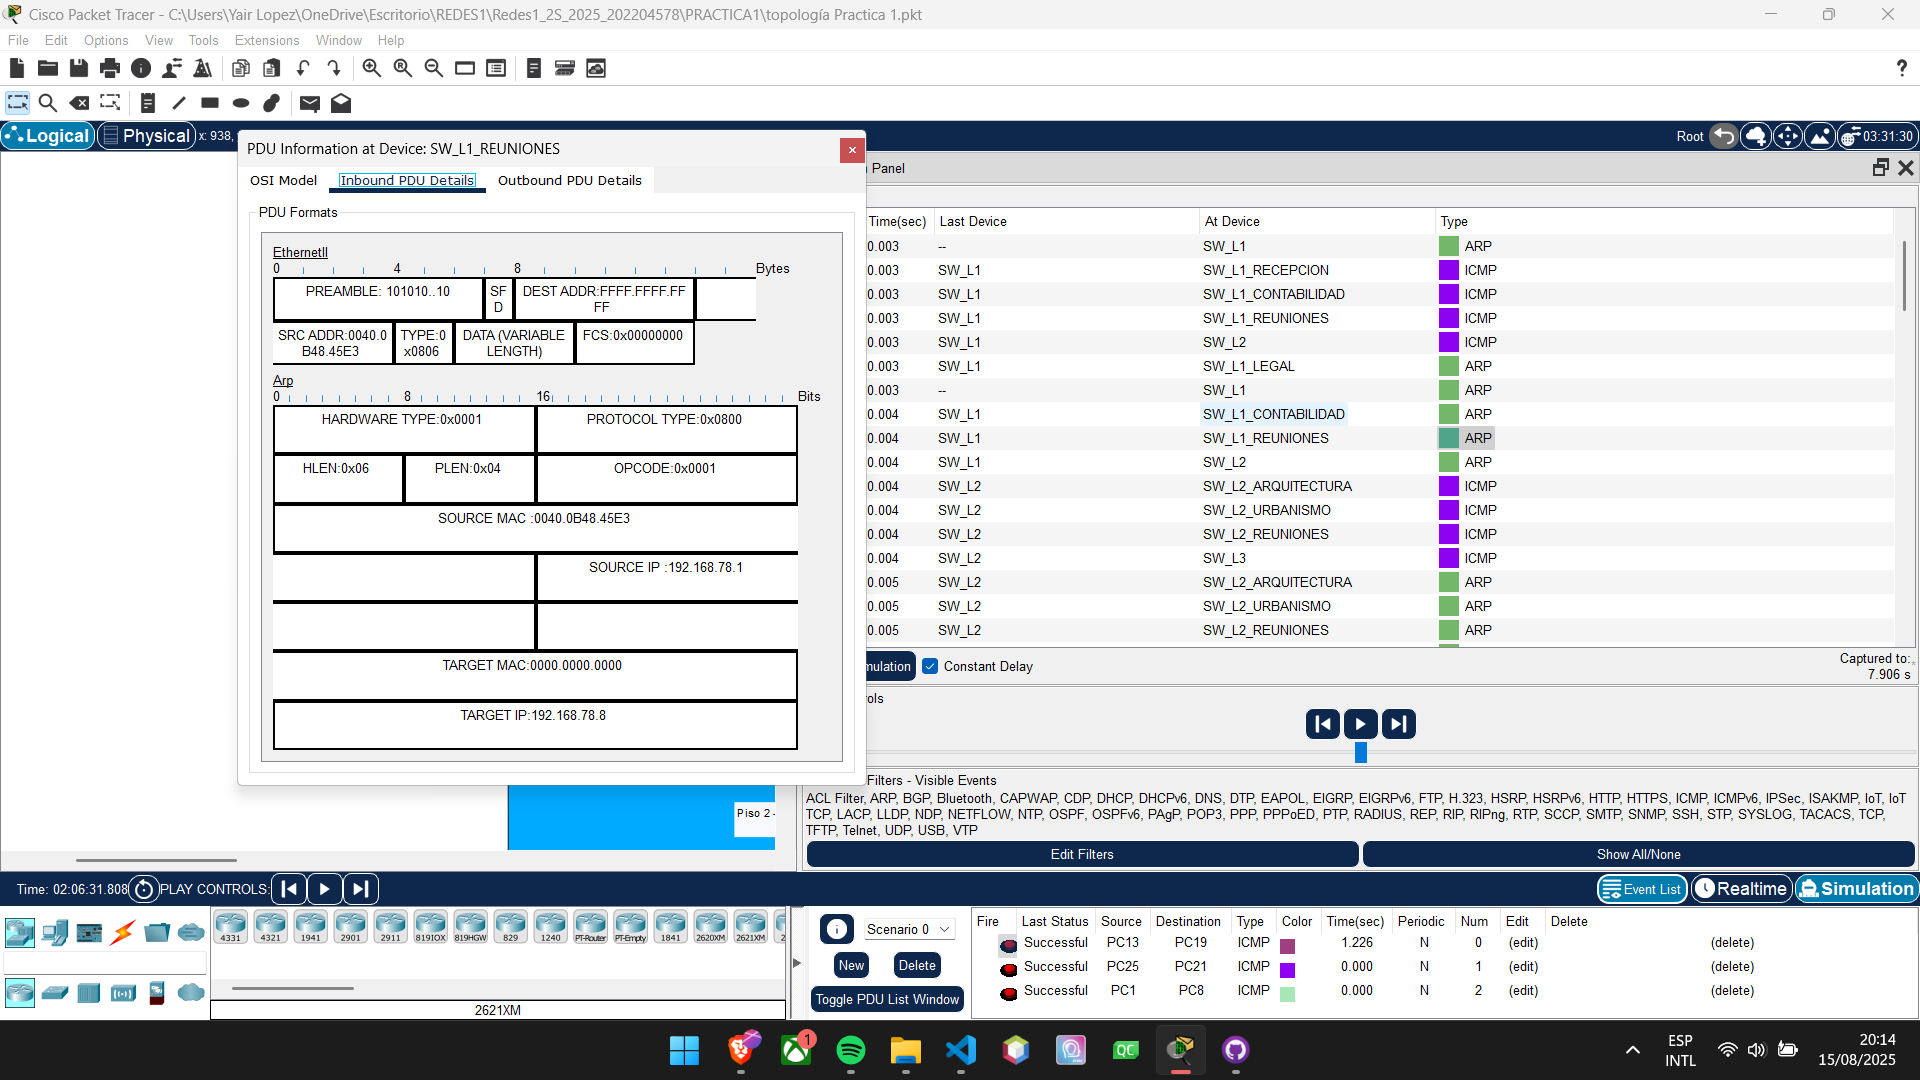 Cisco Packet Tracer - C:\Users\Yair Lopez\OneDrive\Escritorio\REDES1\Redes1_2S_2025_202204578\PRACTICA1\topología Practica 1.pkt
File Edit Options View Tools Extensions Window Help
Logical Physical x: 938, Root 03:31:30
PDU Information at Device: SW_L1_REUNIONES
Panel
OSI Model Inbound PDU Details Outbound PDU Details
PDU Formats
EthernetII
0 4 8 Bytes
PREAMBLE: 101010..10
SF
D
DEST ADDR:FFFF.FFFF.FF
FF
SRC ADDR:0040.0
B48.45E3
TYPE:0
x0806
DATA (VARIABLE
LENGTH)
FCS:0x00000000
Arp
0 8 16 Bits
HARDWARE TYPE:0x0001 PROTOCOL TYPE:0x0800
HLEN:0x06 PLEN:0x04 OPCODE:0x0001
SOURCE MAC :0040.0B48.45E3
SOURCE IP :192.168.78.1
TARGET MAC:0000.0000.0000
TARGET IP:192.168.78.8
Time(sec) Last Device At Device Type
0.003 -- SW_L1 ARP
0.003 SW_L1 SW_L1_RECEPCION ICMP
0.003 SW_L1 SW_L1_CONTABILIDAD ICMP
0.003 SW_L1 SW_L1_REUNIONES ICMP
0.003 SW_L1 SW_L2 ICMP
0.003 SW_L1 SW_L1_LEGAL ARP
0.003 -- SW_L1 ARP
0.004 SW_L1 SW_L1_CONTABILIDAD ARP
0.004 SW_L1 SW_L1_REUNIONES ARP
0.004 SW_L1 SW_L2 ARP
0.004 SW_L2 SW_L2_ARQUITECTURA ICMP
0.004 SW_L2 SW_L2_URBANISMO ICMP
0.004 SW_L2 SW_L2_REUNIONES ICMP
0.004 SW_L2 SW_L3 ICMP
0.005 SW_L2 SW_L2_ARQUITECTURA ARP
0.005 SW_L2 SW_L2_URBANISMO ARP
0.005 SW_L2 SW_L2_REUNIONES ARP
mulation Constant Delay
Captured to:
7.906 s
ols
Filters - Visible Events
ACL Filter, ARP, BGP, Bluetooth, CAPWAP, CDP, DHCP, DHCPv6, DNS, DTP, EAPOL, EIGRP, EIGRPv6, FTP, H.323, HSRP, HSRPv6, HTTP, HTTPS, ICMP, ICMPv6, IPSec, ISAKMP, IoT, IoT
TCP, LACP, LLDP, NDP, NETFLOW, NTP, OSPF, OSPFv6, PAgP, POP3, PPP, PPPoED, PTP, RADIUS, REP, RIP, RIPng, RTP, SCCP, SMTP, SNMP, SSH, STP, SYSLOG, TACACS, TCP,
TFTP, Telnet, UDP, USB, VTP
Edit Filters Show All/None
Piso 2 -
Time: 02:06:31.808 PLAY CONTROLS: Event List Realtime Simulation
4331 4321 1941 2901 2911 819IOX 819HGW 829 1240 PT-Router PT-Empty 1841 2620XM 2621XM 2
2621XM
Scenario 0
New Delete
Toggle PDU List Window
Fire Last Status Source Destination Type Color Time(sec) Periodic Num Edit Delete
Successful PC13 PC19 ICMP 1.226 N 0 (edit) (delete)
Successful PC25 PC21 ICMP 0.000 N 1 (edit) (delete)
Successful PC1 PC8 ICMP 0.000 N 2 (edit) (delete)
1
QC
ESP
INTL
20:14
15/08/2025